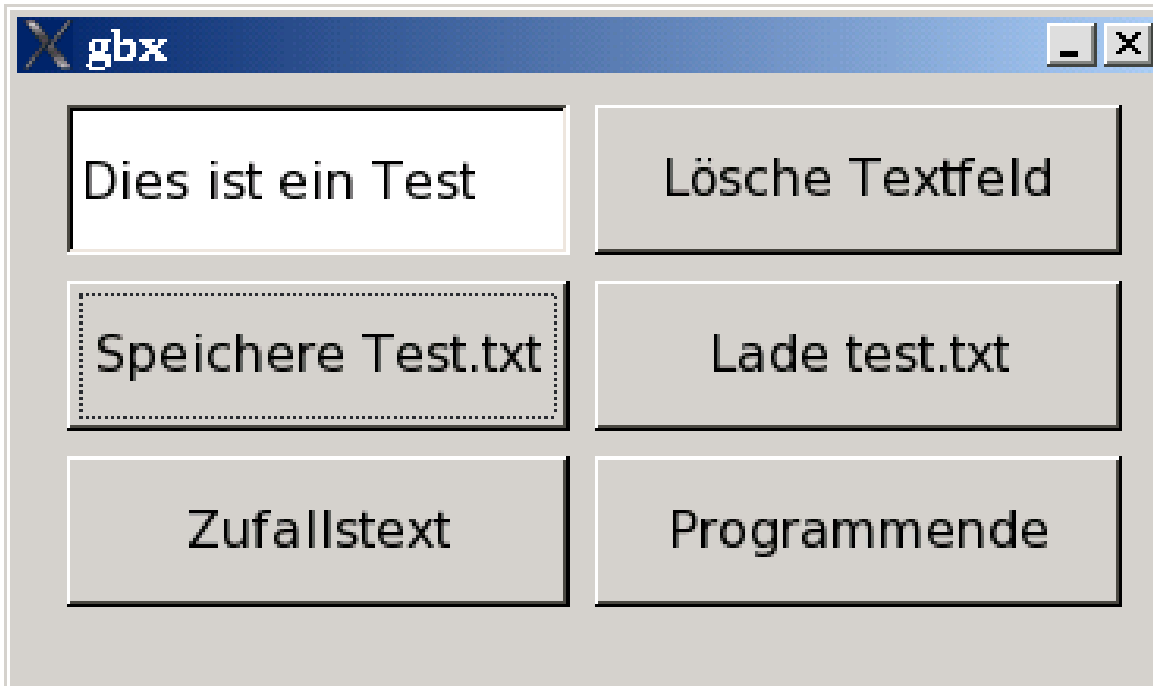 gbx
Dies ist ein Test
Lösche Textfeld
Speichere Test.txt
Lade test.txt
Zufallstext
Programmende